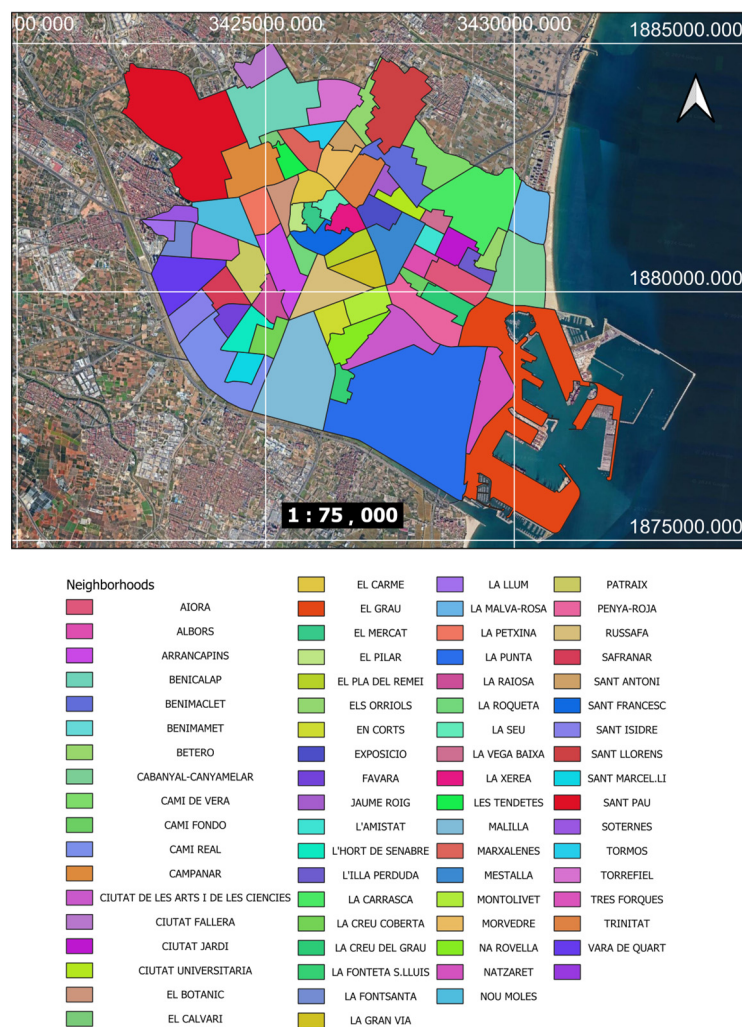 00.000 3425000.000 3430000.000 1885000.000
1880000.000
1 : 75 , 000
1875000.000
Neighborhoods
AIORA
ALBORS
ARRANCAPINS
BENICALAP
BENIMACLET
BENIMAMET
BETERO
CABANYAL-CANYAMELAR
CAMI DE VERA
CAMI FONDO
CAMI REAL
CAMPANAR
CIUTAT DE LES ARTS I DE LES CIENCIES
CIUTAT FALLERA
CIUTAT JARDI
CIUTAT UNIVERSITARIA
EL BOTANIC
EL CALVARI
EL CARME
EL GRAU
EL MERCAT
EL PILAR
EL PLA DEL REMEI
ELS ORRIOLS
EN CORTS
EXPOSICIO
FAVARA
JAUME ROIG
L'AMISTAT
L'HORT DE SENABRE
L'ILLA PERDUDA
LA CARRASCA
LA CREU COBERTA
LA CREU DEL GRAU
LA FONTETA S.LLUIS
LA FONTSANTA
LA GRAN VIA
LA LLUM
LA MALVA-ROSA
LA PETXINA
LA PUNTA
LA RAIOSA
LA ROQUETA
LA SEU
LA VEGA BAIXA
LA XEREA
LES TENDETES
MALILLA
MARXALENES
MESTALLA
MONTOLIVET
MORVEDRE
NA ROVELLA
NATZARET
NOU MOLES
PATRAIX
PENYA-ROJA
RUSSAFA
SAFRANAR
SANT ANTONI
SANT FRANCESC
SANT ISIDRE
SANT LLORENS
SANT MARCEL.LI
SANT PAU
SOTERNES
TORMOS
TORREFIEL
TRES FORQUES
TRINITAT
VARA DE QUART